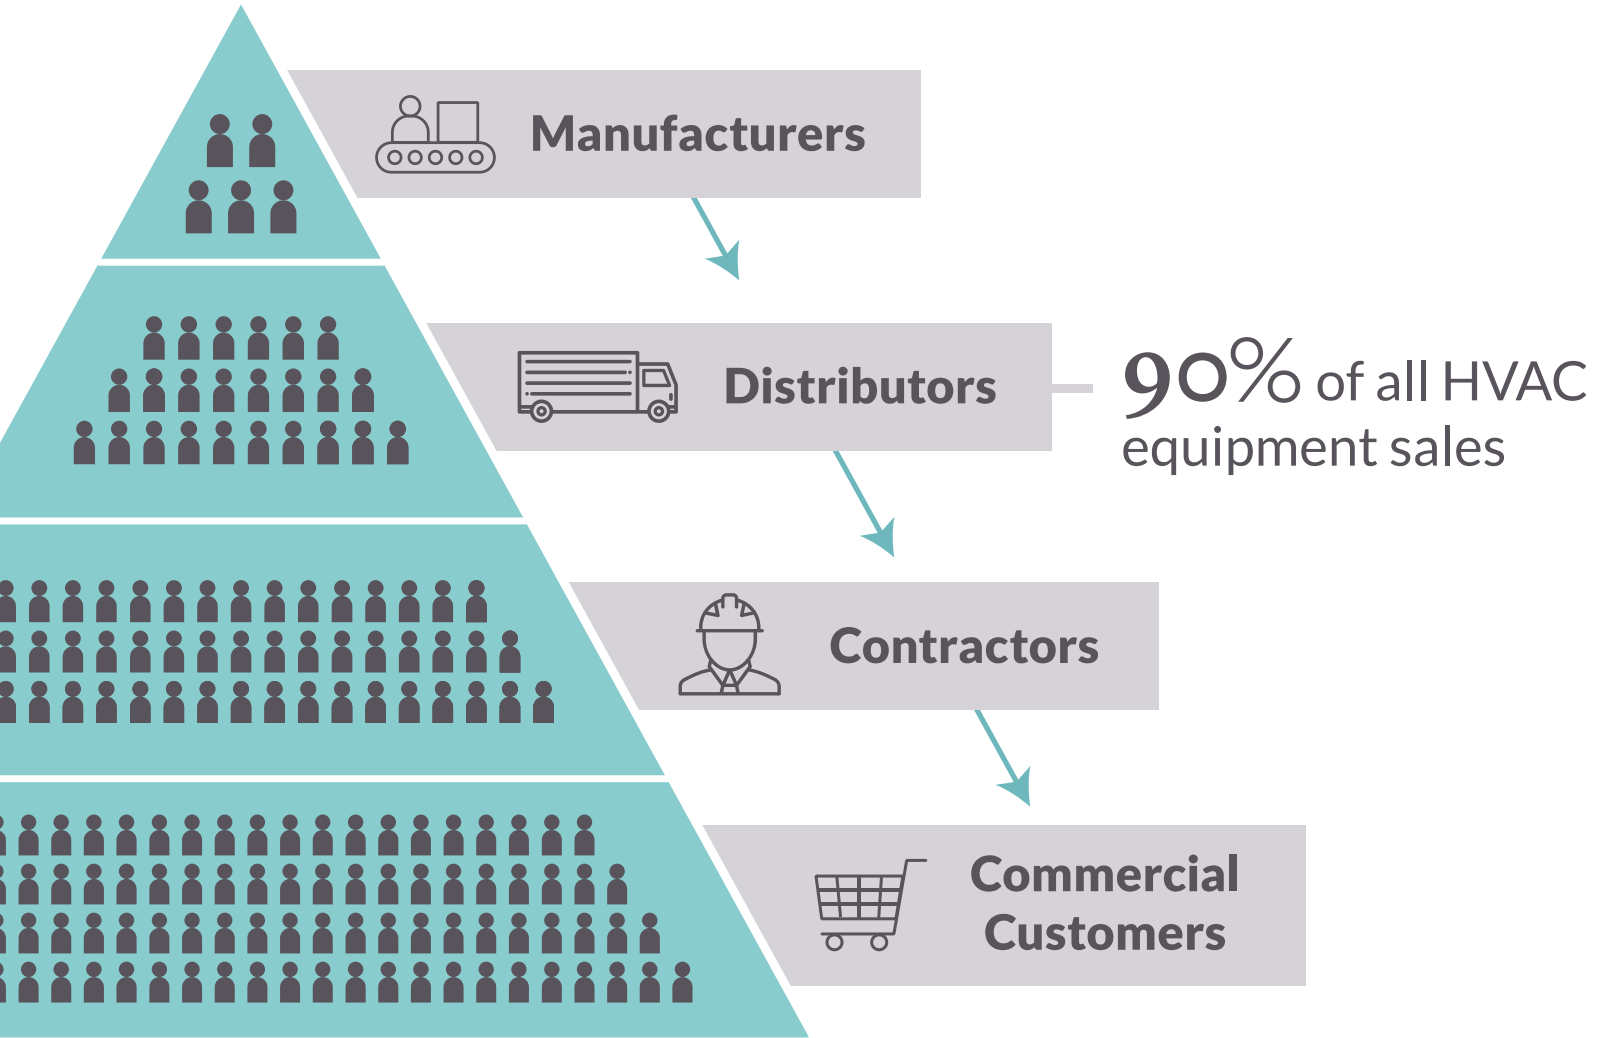 Manufacturers
Distributors
90% of all HVAC
equipment sales
Contractors
Commercial
Customers